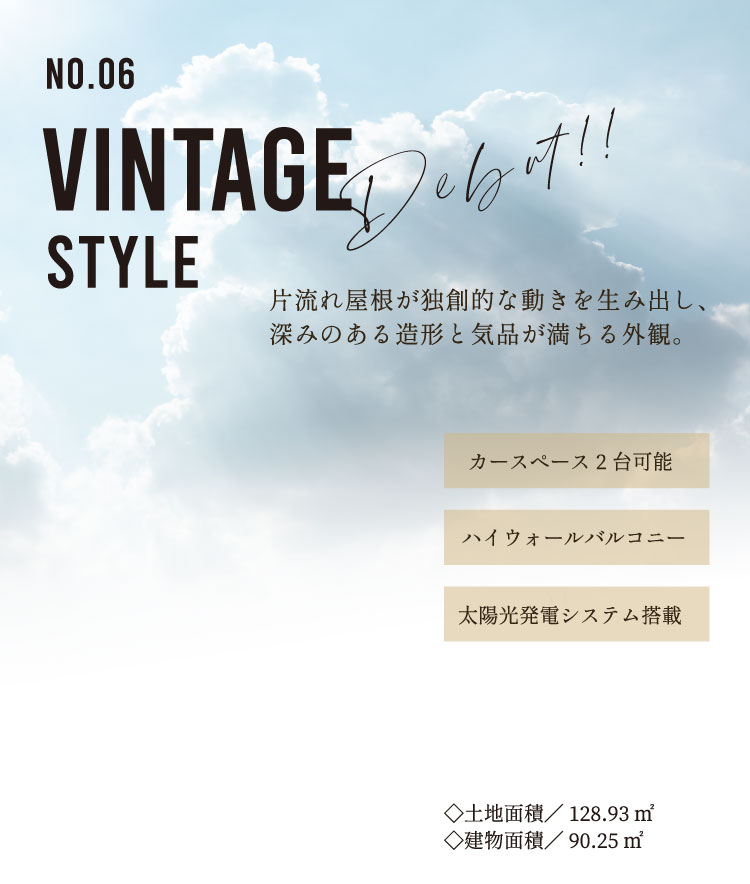 NO.06
VINTAGE
Debut!!
STYLE
片流れ屋根が独創的な動きを生み出し、
深みのある造形と気品が満ちる外観。
カースペース2台可能
ハイウォールバルコニー
太陽光発電システム搭載
◇土地面積／128.93㎡
◇建物面積／90.25㎡